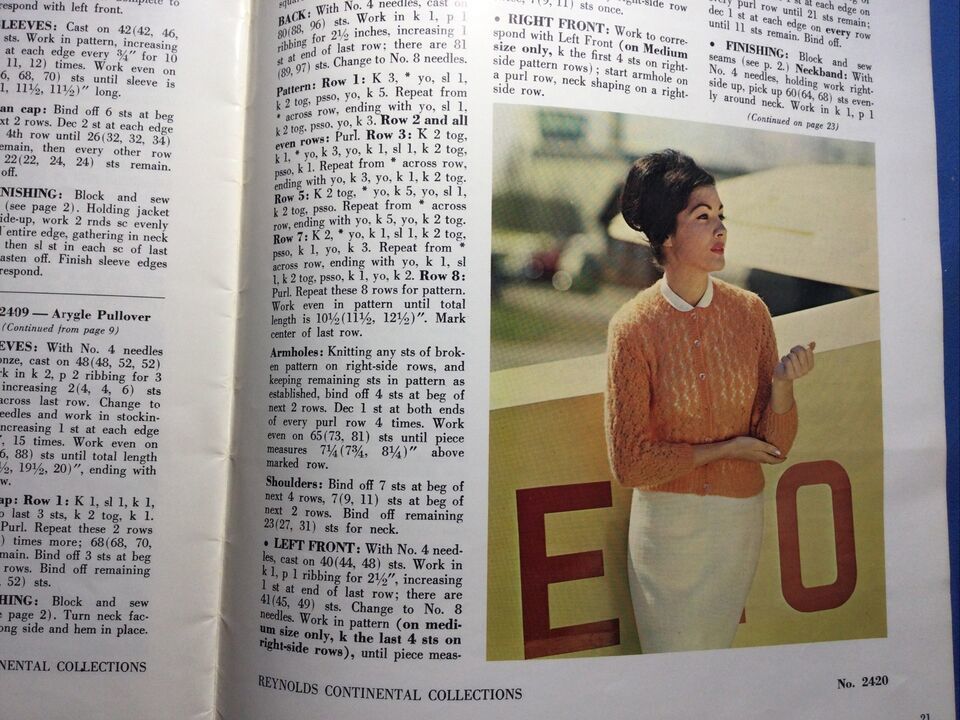 respond with left front.
SLEEVES: Cast on 42(42, 46,
sts. Work in pattern, increasing
at each edge every ¾" for 10
11, 12) times. Work even on
6, 68, 70) sts until sleeve is
1, 11½, 11½)" long.
an cap: Bind off 6 sts at beg
xt 2 rows. Dec 2 st at each edge
4th row until 26(32, 32, 34)
emain, then every other row
22(22, 24, 24) sts remain.
off.
NISHING: Block and sew
(see page 2). Holding jacket
ide-up, work 2 rnds sc evenly
entire edge, gathering in neck
then sl st in each sc of last
asten off. Finish sleeve edges
respond.
2409 — Arygle Pullover
(Continued from page 9)
EVES: With No. 4 needles
onze, cast on 48(48, 52, 52)
rk in k 2, p 2 ribbing for 3
increasing 2(4, 4, 6) sts
across last row. Change to
eedles and work in stockin-
ncreasing 1 st at each edge
", 15 times. Work even on
6, 88) sts until total length
½, 19½, 20)", ending with
w.
ap: Row 1: K 1, sl 1, k 1,
o last 3 sts, k 2 tog, k 1.
Purl. Repeat these 2 rows
) times more; 68(68, 70,
main. Bind off 3 sts at beg
rows. Bind off remaining
, 52) sts.
HING: Block and sew
e page 2). Turn neck fac-
ong side and hem in place.
NENTAL COLLECTIONS
BACK: With No. 4 needles, cast on
80(88, 96) sts. Work in k 1, p 1
ribbing for 2½ inches, increasing 1
st at end of last row; there are 81
(89, 97) sts. Change to No. 8 needles.
Pattern: Row 1: K 3, * yo, sl 1,
k 2 tog, psso, yo, k 5. Repeat from
* across row, ending with yo, sl 1,
k 2 tog, psso, yo, k 3. Row 2 and all
even rows: Purl. Row 3: K 2 tog,
k 1, * yo, k 3, yo, k 1, sl 1, k 2 tog,
psso, k 1. Repeat from * across row,
ending with yo, k 3, yo, k 1, k 2 tog.
Row 5: K 2 tog, * yo, k 5, yo, sl 1,
k 2 tog, psso. Repeat from * across
row, ending with yo, k 5, yo, k 2 tog.
Row 7: K 2, * yo, k 1, sl 1, k 2 tog,
psso, k 1, yo, k 3. Repeat from *
across row, ending with yo, k 1, sl
1, k 2 tog, psso, k 1, yo, k 2. Row 8:
Purl. Repeat these 8 rows for pattern.
Work even in pattern until total
length is 10½(11½, 12½)". Mark
center of last row.
Armholes: Knitting any sts of brok-
en pattern on right-side rows, and
keeping remaining sts in pattern as
established, bind off 4 sts at beg of
next 2 rows. Dec 1 st at both ends
of every purl row 4 times. Work
even on 65(73, 81) sts until piece
measures 7¼(7¾, 8¼)" above
marked row.
Shoulders: Bind off 7 sts at beg of
next 4 rows, 7(9, 11) sts at beg of
next 2 rows. Bind off remaining
23(27, 31) sts for neck.
• LEFT FRONT: With No. 4 need-
les, cast on 40(44, 48) sts. Work in
k 1, p 1 ribbing for 2½", increasing
1 st at end of last row; there are
41(45, 49) sts. Change to No. 8
needles. Work in pattern (on medi-
um size only, k the last 4 sts on
right-side rows), until piece meas-
REYNOLDS CONTINENTAL COLLECTIONS
7(9, 11) sts once.
• RIGHT FRONT: Work to corre-
spond with Left Front (on Medium
size only, k the first 4 sts on right-
side pattern rows); start armhole on
a purl row, neck shaping on a right-
side row.
purl row until 21 sts remain;
dec 1 st at each edge on every row
until 11 sts remain. Bind off.
• FINISHING: Block and sew
seams (see p. 2.) Neckband: With
No. 4 needles, holding work right-
side up, pick up 60(64, 68) sts even-
ly around neck. Work in k 1, p 1
(Continued on page 23)
E O
No. 2420
21